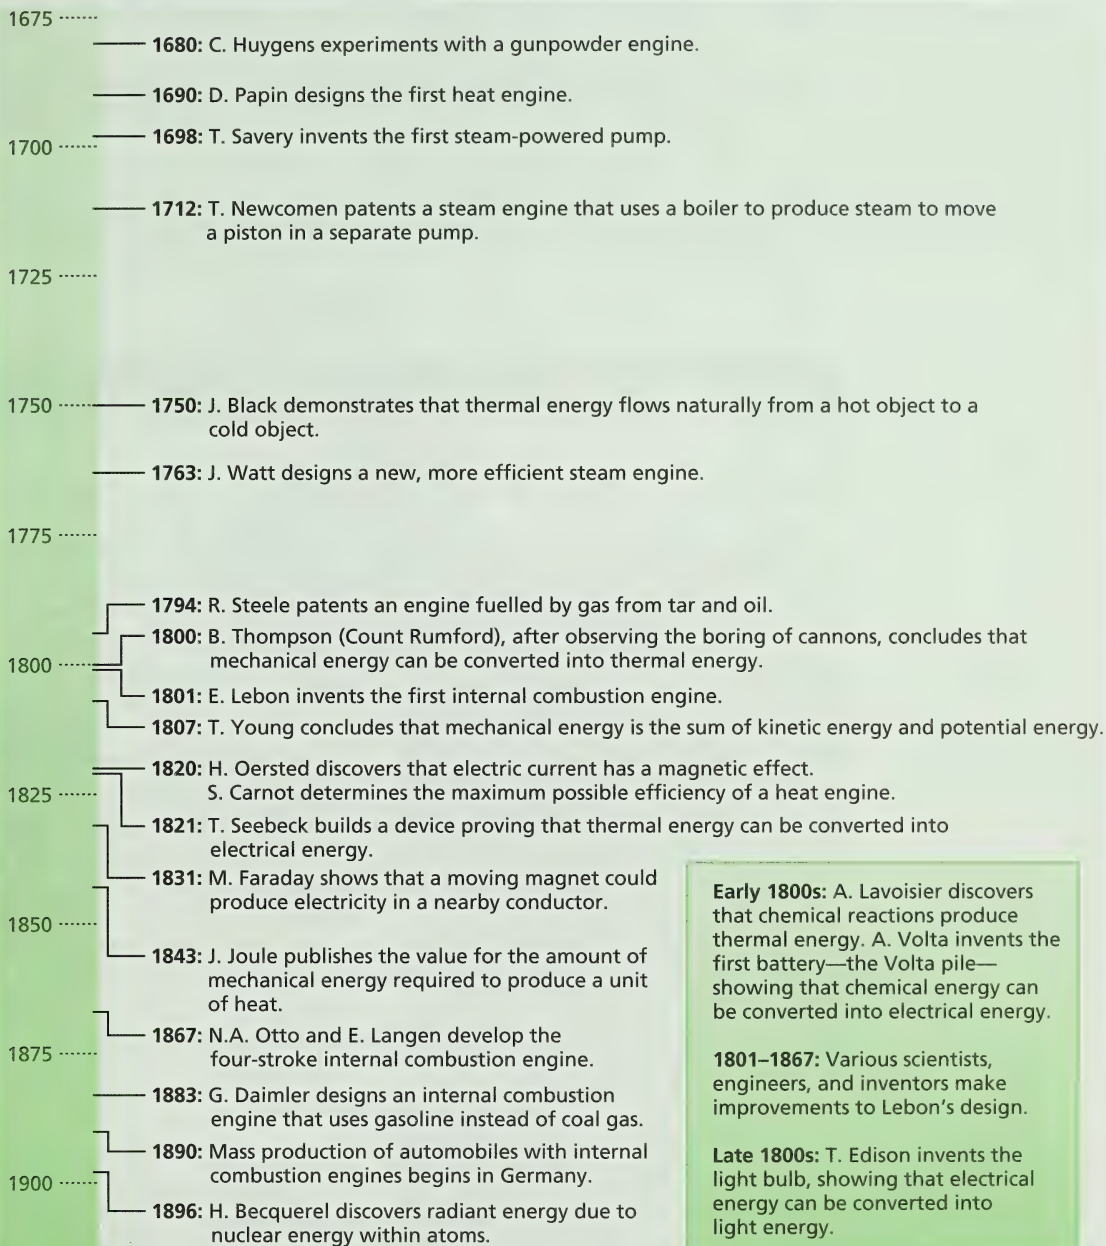 1675
1680: C. Huygens experiments with a gunpowder engine.
1690: D. Papin designs the first heat engine.
1698: T. Savery invents the first steam-powered pump.
1700
1712: T. Newcomen patents a steam engine that uses a boiler to produce steam to move
a piston in a separate pump.
1725
1750
1750: J. Black demonstrates that thermal energy flows naturally from a hot object to a
cold object.
1763: J. Watt designs a new, more efficient steam engine.
1775
1794: R. Steele patents an engine fuelled by gas from tar and oil.
1800: B. Thompson (Count Rumford), after observing the boring of cannons, concludes that
mechanical energy can be converted into thermal energy.
1800
1801: E. Lebon invents the first internal combustion engine.
1807: T. Young concludes that mechanical energy is the sum of kinetic energy and potential energy.
1820: H. Oersted discovers that electric current has a magnetic effect.
S. Carnot determines the maximum possible efficiency of a heat engine.
1825
1821: T. Seebeck builds a device proving that thermal energy can be converted into
electrical energy.
1831: M. Faraday shows that a moving magnet could
produce electricity in a nearby conductor.
1850
1843: J. Joule publishes the value for the amount of
mechanical energy required to produce a unit
of heat.
1867: N.A. Otto and E. Langen develop the
four-stroke internal combustion engine.
1875
1883: G. Daimler designs an internal combustion
engine that uses gasoline instead of coal gas.
1890: Mass production of automobiles with internal
combustion engines begins in Germany.
1900
1896: H. Becquerel discovers radiant energy due to
nuclear energy within atoms.
Early 1800s: A. Lavoisier discovers
that chemical reactions produce
thermal energy. A. Volta invents the
first battery—the Volta pile—
showing that chemical energy can
be converted into electrical energy.
1801–1867: Various scientists,
engineers, and inventors make
improvements to Lebon's design.
Late 1800s: T. Edison invents the
light bulb, showing that electrical
energy can be converted into
light energy.